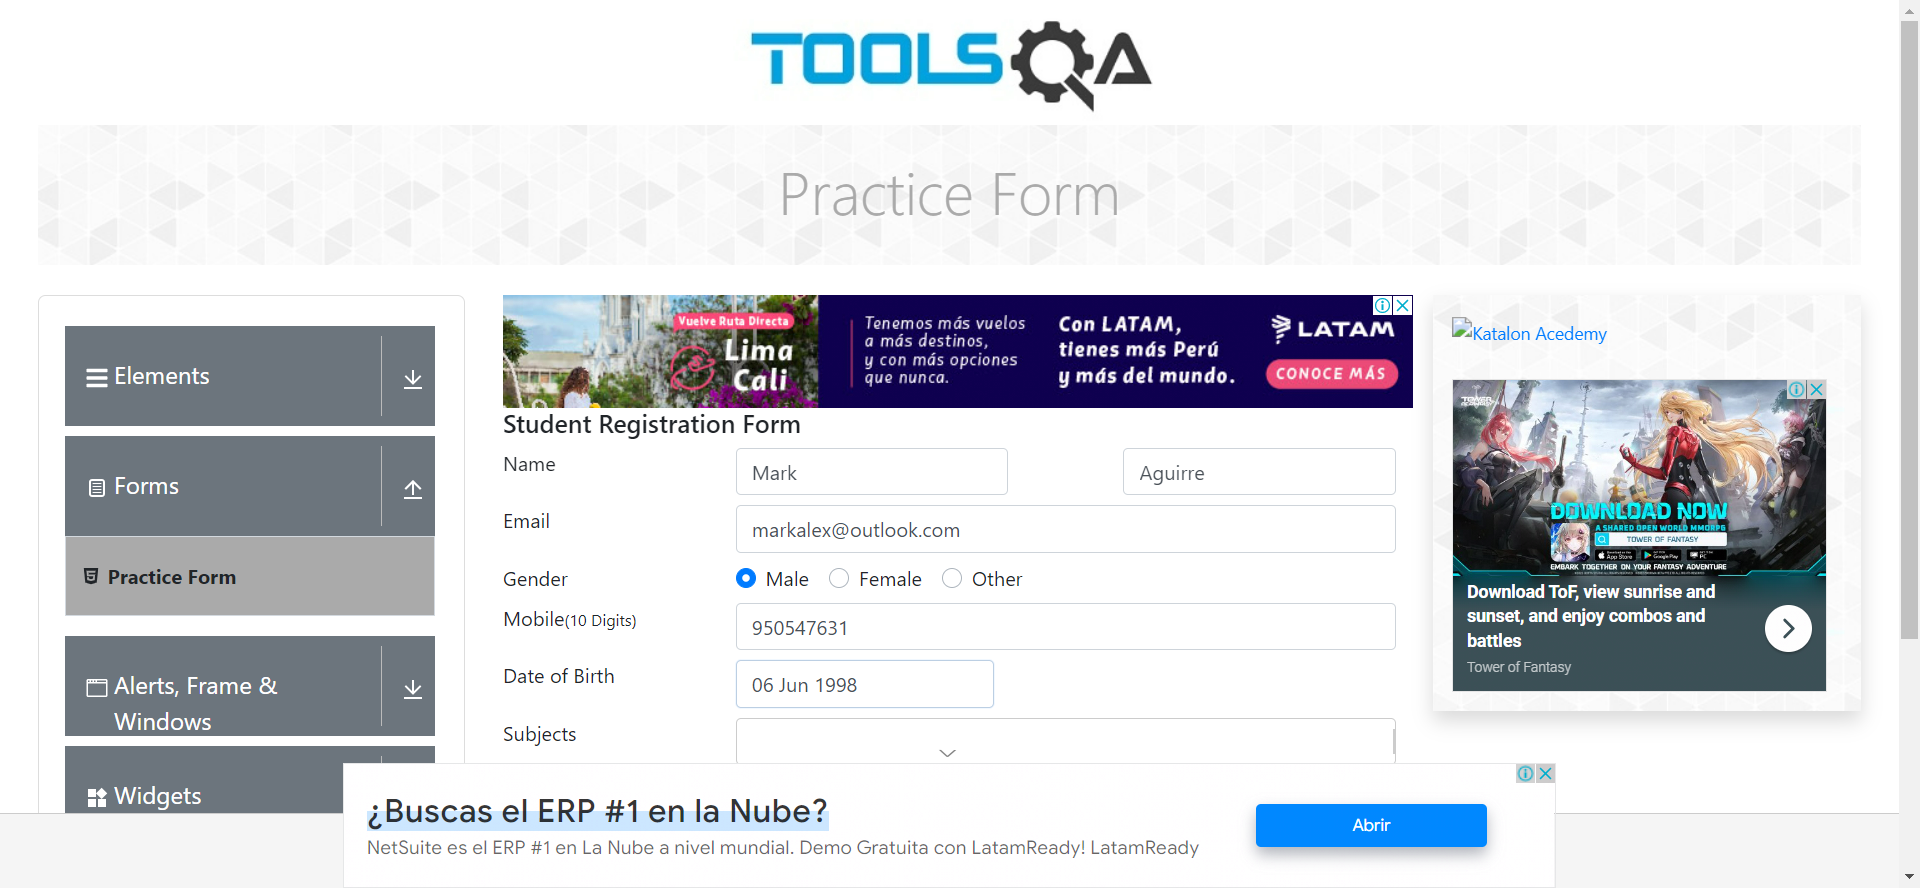 TOOLSQA
Practice Form
Elements
Forms
Practice Form
Alerts, Frame &
Windows
Widgets
Vuelve Ruta Directa
Lima
Cali
Tenemos más vuelos
a más destinos,
y con más opciones
que nunca.
Con LATAM,
tienes más Perú
y más del mundo.
LATAM
CONOCE MÁS
Student Registration Form
Name
Mark
Aguirre
Email
markalex@outlook.com
Gender
Male
Female
Other
Mobile(10 Digits)
950547631
Date of Birth
06 Jun 1998
Subjects
Katalon Acedemy
DOWNLOAD NOW
A SHARED OPEN WORLD MMORPG
TOWER OF FANTASY
App Store
Google Play
PC
EMBARK TOGETHER ON YOUR FANTASY ADVENTURE
Download ToF, view sunrise and
sunset, and enjoy combos and
battles
Tower of Fantasy
¿Buscas el ERP #1 en la Nube?
NetSuite es el ERP #1 en La Nube a nivel mundial. Demo Gratuita con LatamReady! LatamReady
Abrir